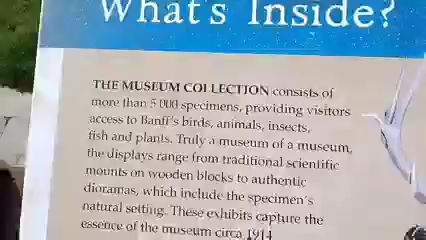 What's Inside?
THE MUSEUM COLLECTION consists of
more than 5 000 specimens, providing visitors
access to Banff's birds, animals, insects,
fish and plants. Truly a museum of a museum,
the displays range from traditional scientific
mounts on wooden blocks to authentic
dioramas, which include the specimen's
natural setting. These exhibits capture the
essence of the museum circa 1914